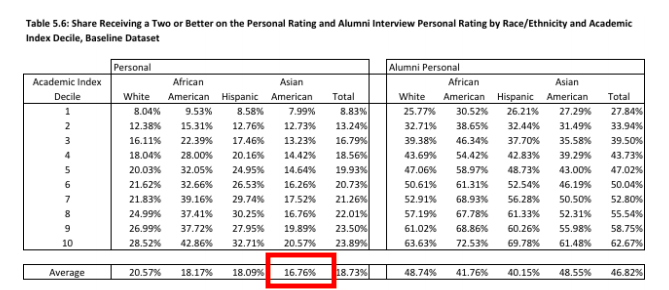 Table 5.6: Share Receiving a Two or Better on the Personal Rating and Alumni Interview Personal Rating by Race/Ethnicity and Academic
Index Decile, Baseline Dataset
Personal Alumni Personal
Academic Index African Asian African Asian
Decile White American Hispanic American Total White American Hispanic American Total
1 8.04% 9.53% 8.58% 7.99% 8.83% 25.77% 30.52% 26.21% 27.29% 27.84%
2 12.38% 15.31% 12.76% 12.73% 13.24% 32.71% 38.65% 32.44% 31.49% 33.94%
3 16.11% 22.39% 17.46% 13.23% 16.79% 39.38% 46.34% 37.70% 35.58% 39.50%
4 18.04% 28.00% 20.16% 14.42% 18.56% 43.69% 54.42% 42.83% 39.29% 43.73%
5 20.03% 32.05% 24.95% 14.64% 19.93% 47.06% 58.97% 48.73% 43.00% 47.02%
6 21.62% 32.66% 26.53% 16.26% 20.73% 50.61% 61.31% 52.54% 46.19% 50.04%
7 21.83% 39.16% 29.74% 17.52% 21.26% 52.91% 68.93% 56.28% 50.50% 52.80%
8 24.99% 37.41% 30.25% 16.76% 22.01% 57.19% 67.78% 61.33% 52.31% 55.54%
9 26.99% 37.72% 27.95% 19.89% 23.50% 61.02% 68.86% 60.26% 55.98% 58.75%
10 28.52% 42.86% 32.71% 20.57% 23.89% 63.63% 72.53% 69.78% 61.48% 62.67%
Average 20.57% 18.17% 18.09% 16.76% 18.73% 48.74% 41.76% 40.15% 48.55% 46.82%